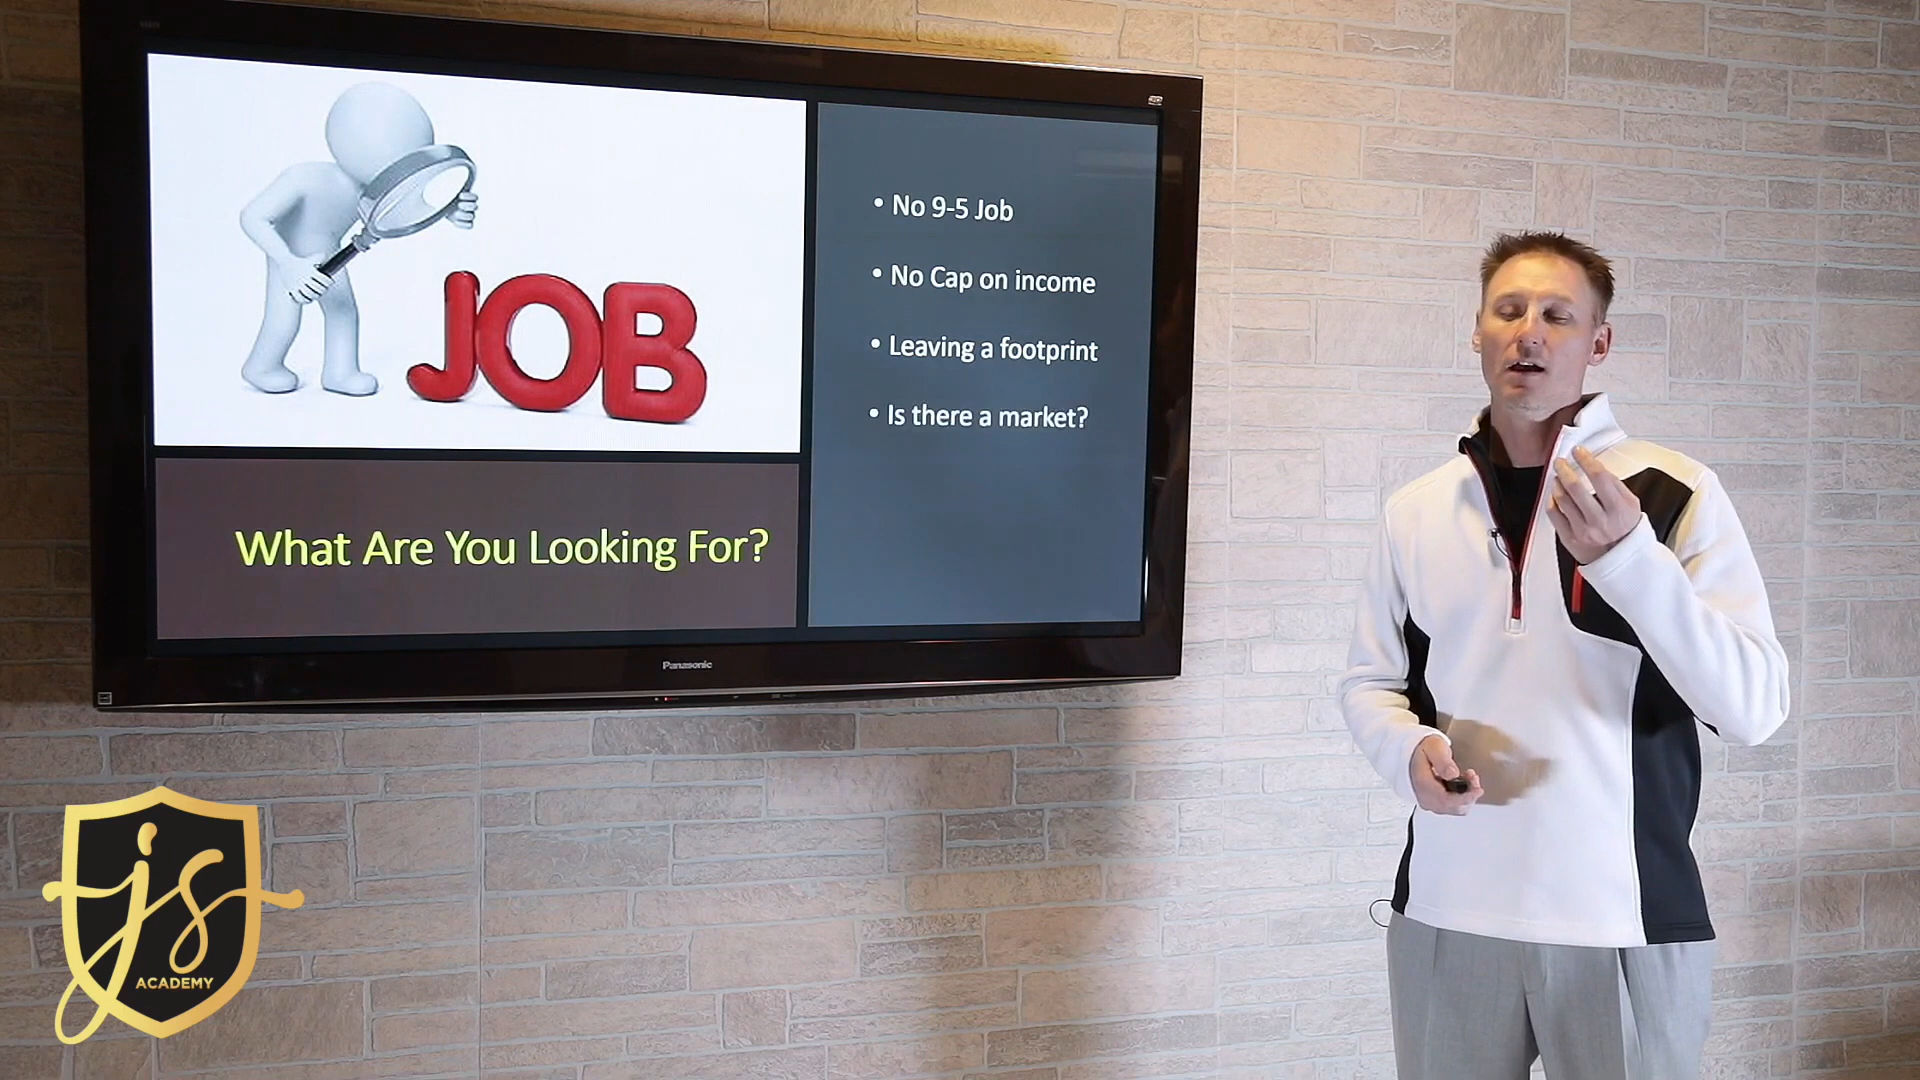 JOB
• No 9-5 Job
• No Cap on income
• Leaving a footprint
• Is there a market?
What Are You Looking For?
Panasonic
js
ACADEMY